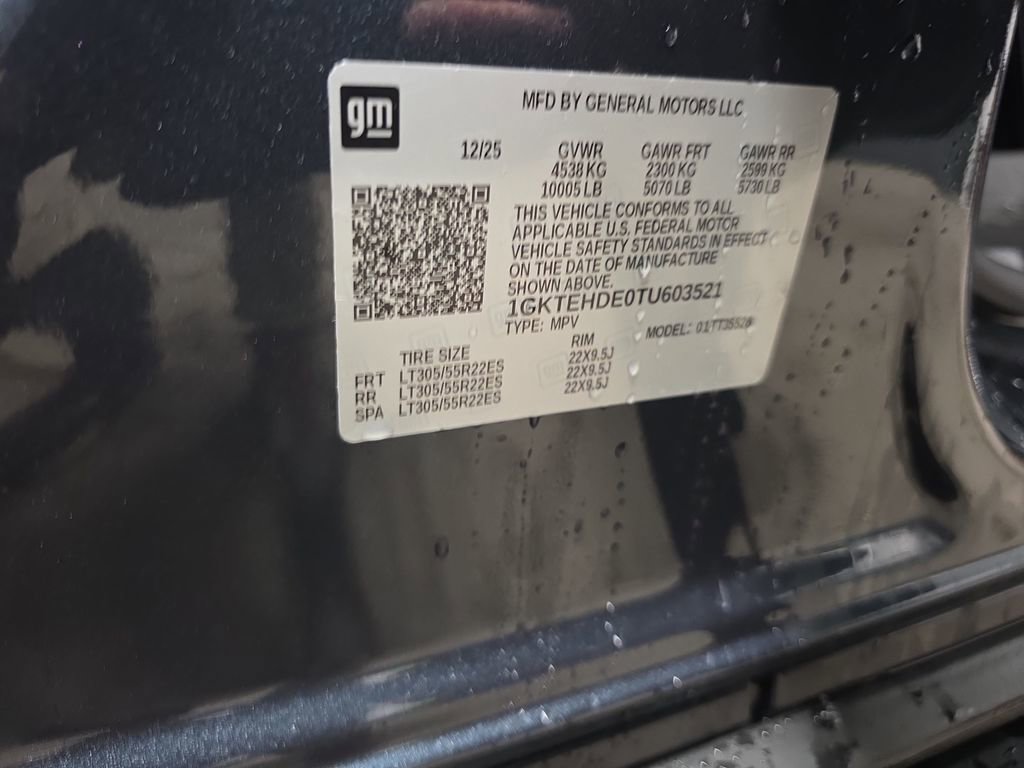 gm
MFD BY GENERAL MOTORS LLC
12/25 GVWR GAWR FRT GAWR RR
4538 KG 2300 KG 2599 KG
10005 LB 5070 LB 5730 LB
THIS VEHICLE CONFORMS TO ALL
APPLICABLE U.S. FEDERAL MOTOR
VEHICLE SAFETY STANDARDS IN EFFECT
ON THE DATE OF MANUFACTURE
SHOWN ABOVE.
1GKTEHDE0TU603521
TYPE: MPV MODEL: 01/TT35526
TIRE SIZE RIM
FRT LT305/55R22ES 22X9.5J
RR LT305/55R22ES 22X9.5J
SPA LT305/55R22ES 22X9.5J
gm